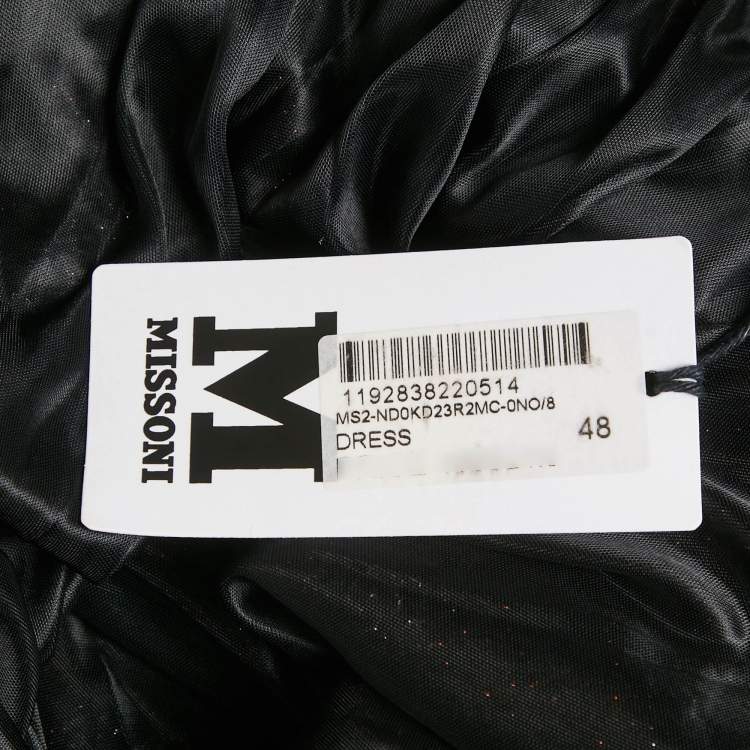 M
MISSONI
1192838220514
MS2-ND0KD23R2MC-0NO/8
DRESS 48